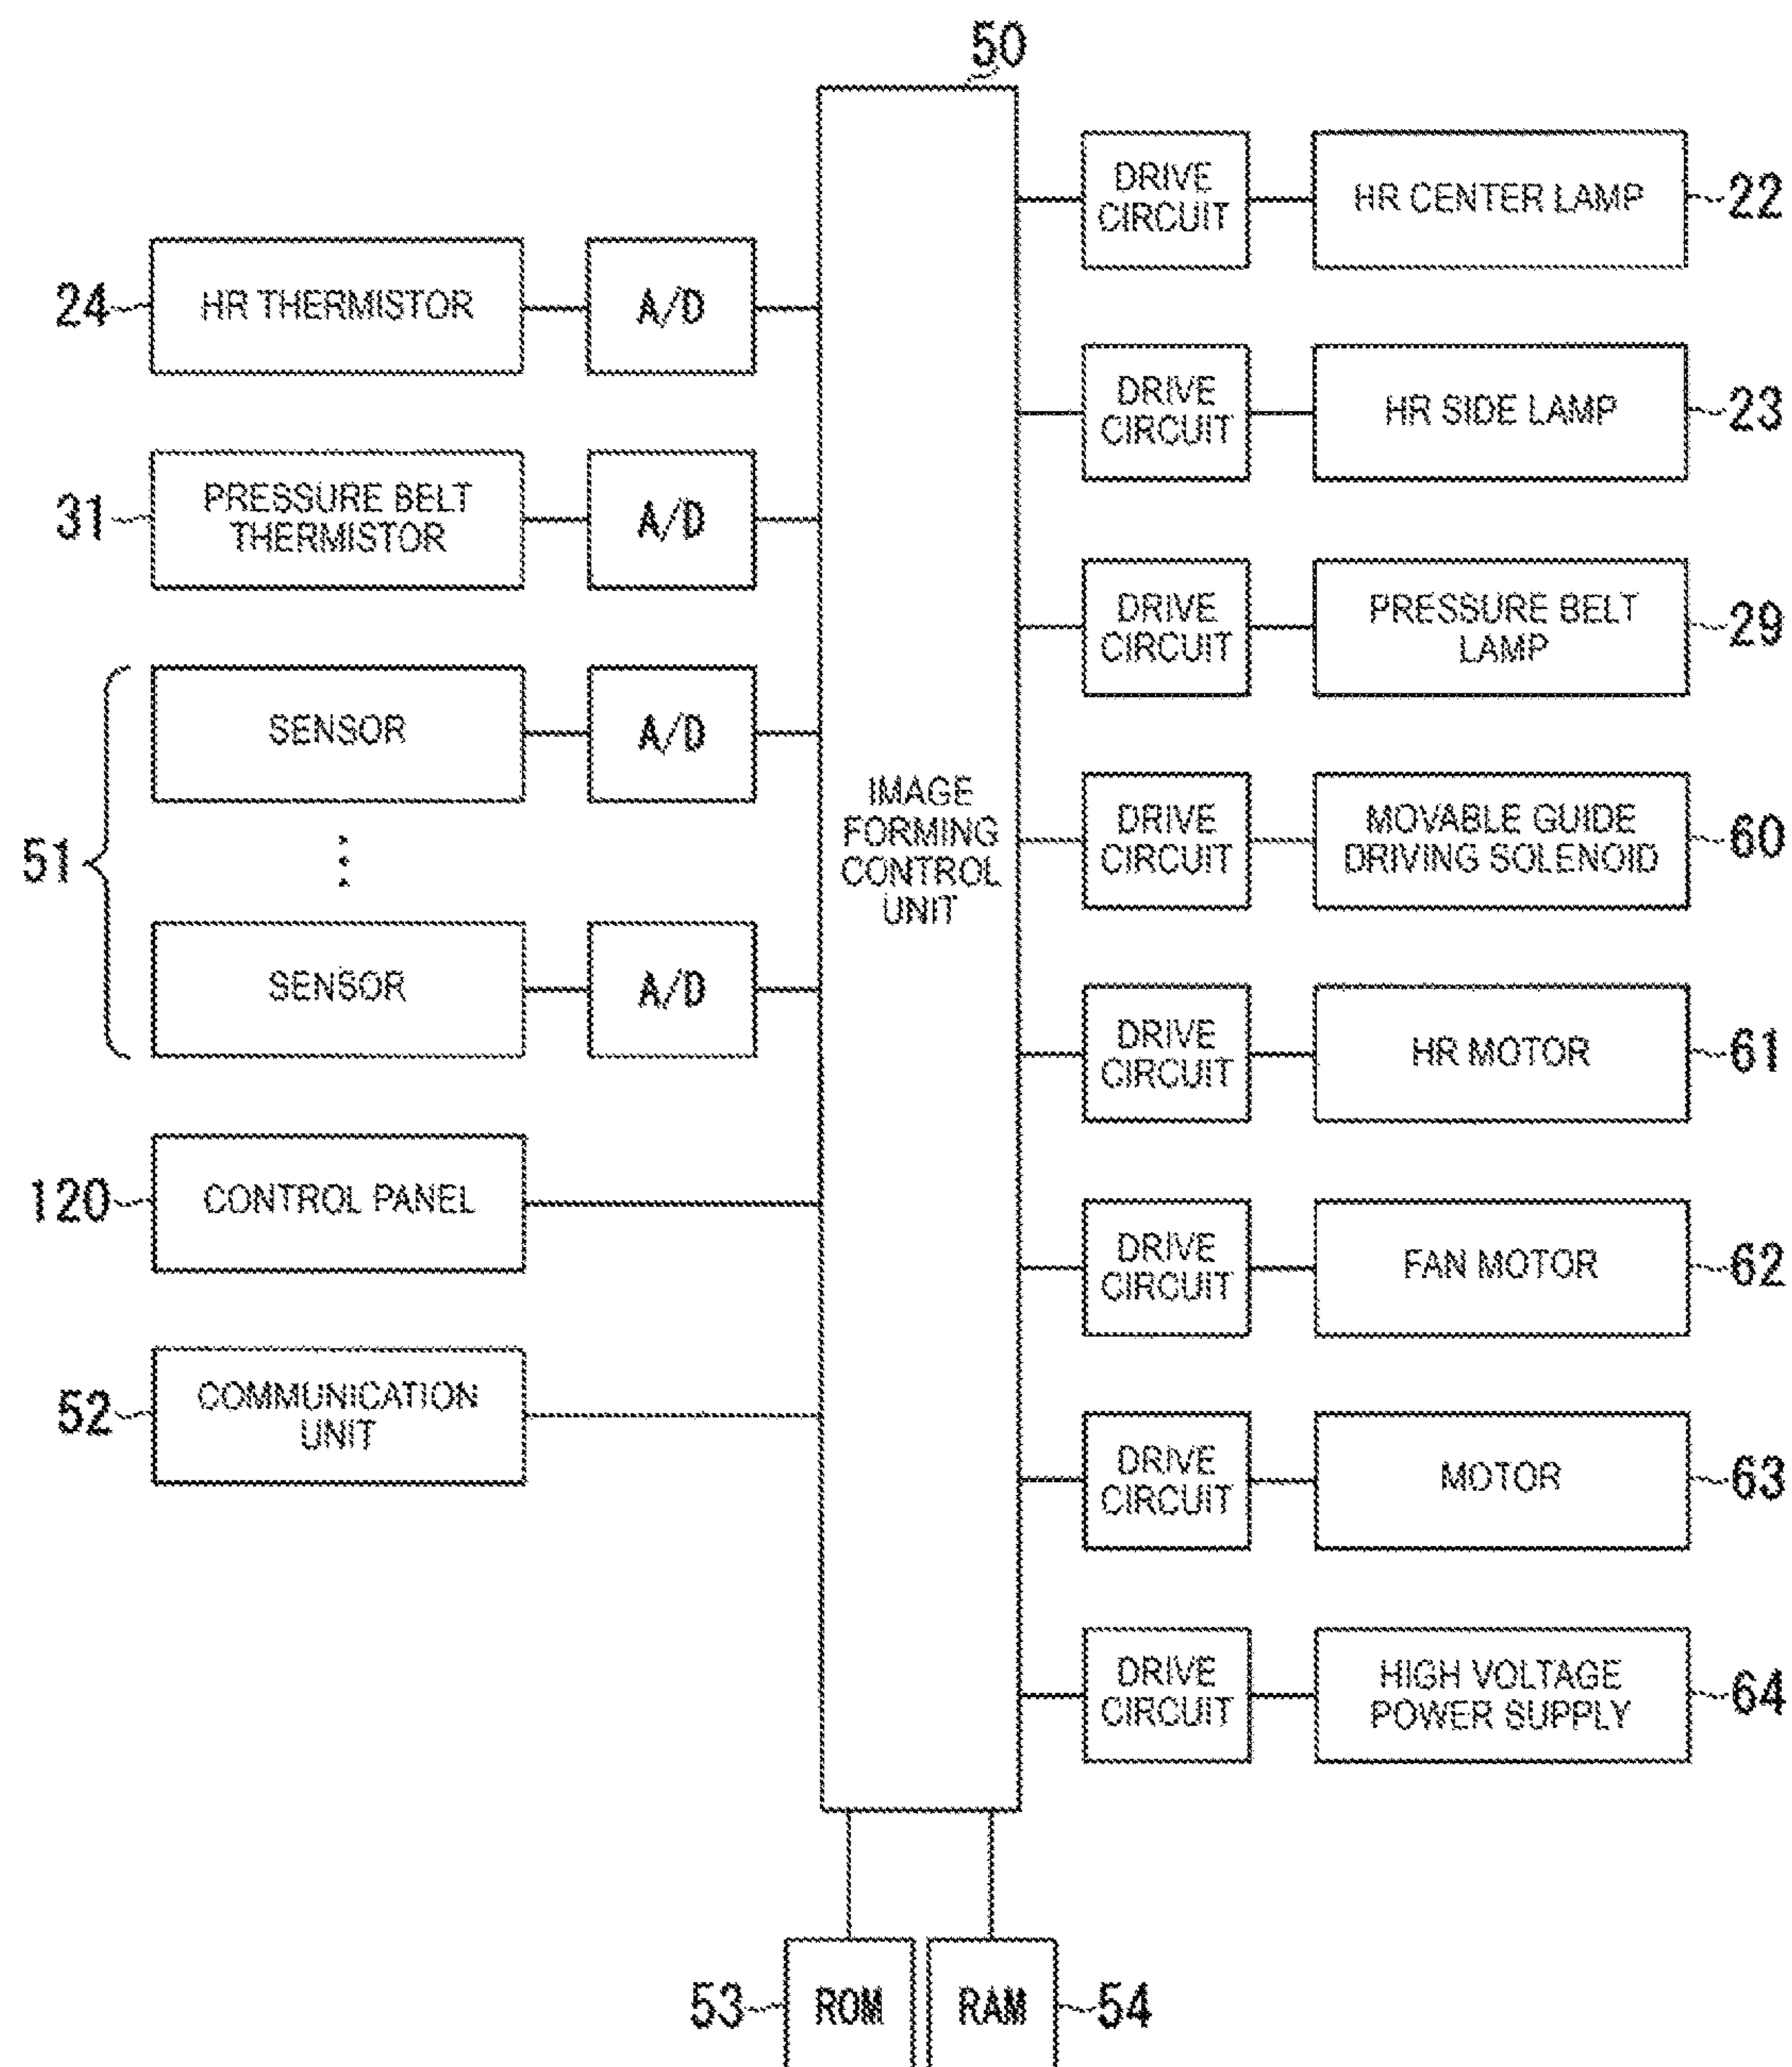 50
24
HR THERMISTOR
A/D
31
PRESSURE BELT
THERMISTOR
A/D
51
SENSOR
A/D
SENSOR
A/D
120
CONTROL PANEL
52
COMMUNICATION
UNIT
IMAGE
FORMING
CONTROL
UNIT
DRIVE
CIRCUIT
HR CENTER LAMP
22
DRIVE
CIRCUIT
HR SIDE LAMP
23
DRIVE
CIRCUIT
PRESSURE BELT
LAMP
29
DRIVE
CIRCUIT
MOVABLE GUIDE
DRIVING SOLENOID
60
DRIVE
CIRCUIT
HR MOTOR
61
DRIVE
CIRCUIT
FAN MOTOR
62
DRIVE
CIRCUIT
MOTOR
63
DRIVE
CIRCUIT
HIGH VOLTAGE
POWER SUPPLY
64
53
ROM
RAM
54